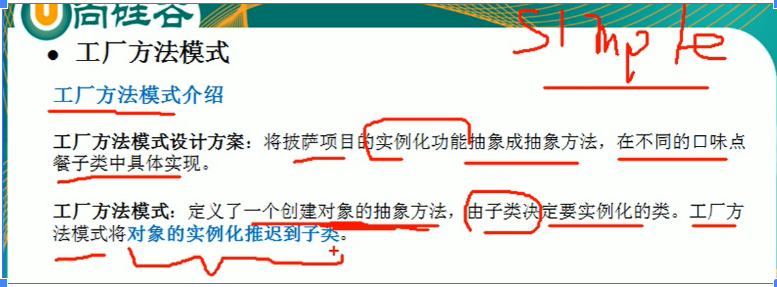 尚硅谷
simple
● 工厂方法模式
工厂方法模式介绍
工厂方法模式设计方案：将披萨项目的实例化功能抽象成抽象方法，在不同的口味点
餐子类中具体实现。
工厂方法模式：定义了一个创建对象的抽象方法，由子类决定要实例化的类。工厂方
法模式将对象的实例化推迟到子类。